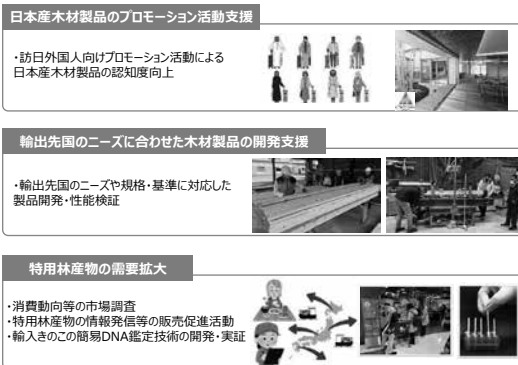 日本産木材製品のプロモーション活動支援
・訪日外国人向けプロモーション活動による
日本産木材製品の認知度向上
輸出先国のニーズに合わせた木材製品の開発支援
・輸出先国のニーズや規格・基準に対応した
製品開発・性能検証
特用林産物の需要拡大
・消費動向等の市場調査
・特用林産物の情報発信等の販売促進活動
・輸入きのこの簡易DNA鑑定技術の開発・実証